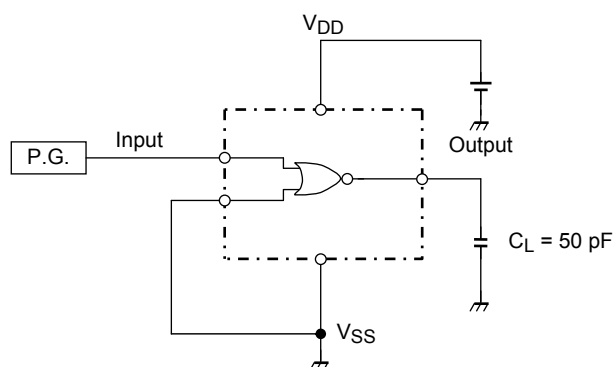 VDD
Input
P.G.
Output
CL = 50 pF
VSS